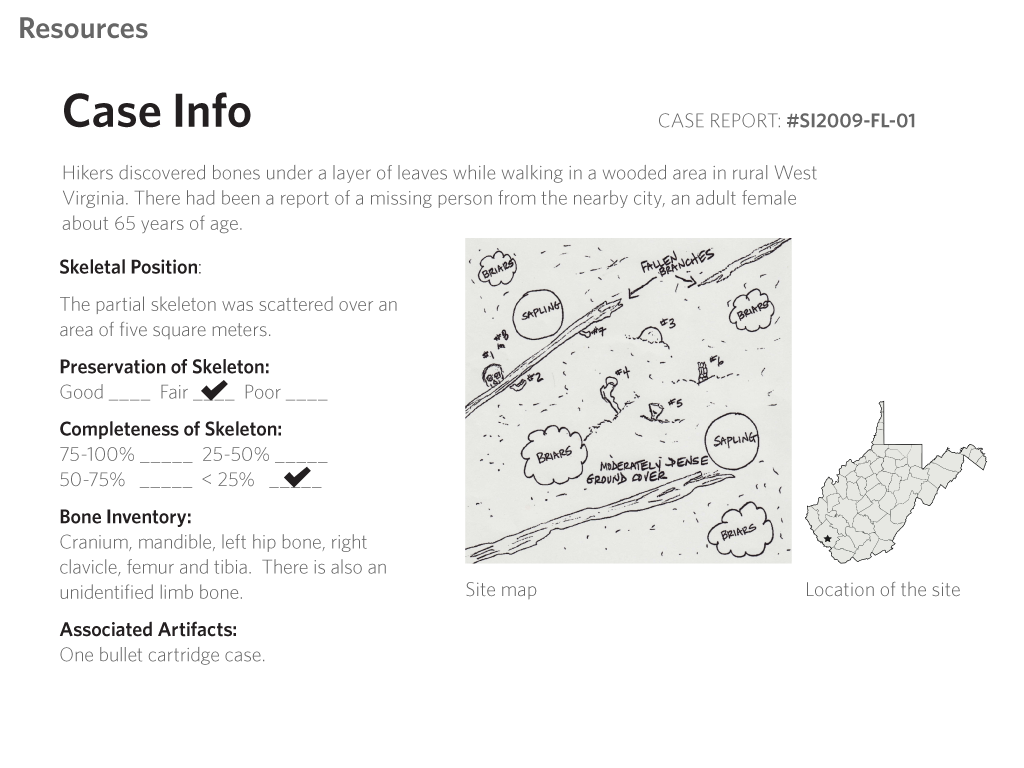 Resources
Case Info
CASE REPORT: #SI2009-FL-01
Hikers discovered bones under a layer of leaves while walking in a wooded area in rural West
Virginia. There had been a report of a missing person from the nearby city, an adult female
about 65 years of age.
Skeletal Position:
The partial skeleton was scattered over an
area of five square meters.
Preservation of Skeleton:
Good ____ Fair ____ Poor ____
Completeness of Skeleton:
75-100% _____ 25-50% _____
50-75% _____ < 25% _____
Bone Inventory:
Cranium, mandible, left hip bone, right
clavicle, femur and tibia. There is also an
unidentified limb bone.
Associated Artifacts:
One bullet cartridge case.
BRIARS
FALLEN
BRANCHES
SAPLING
BRIARS
#8
#7
#3
#1
#2
#4
#6
#5
BRIARS
SAPLING
MODERATELY DENSE
GROUND COVER
BRIARS
Site map
Location of the site